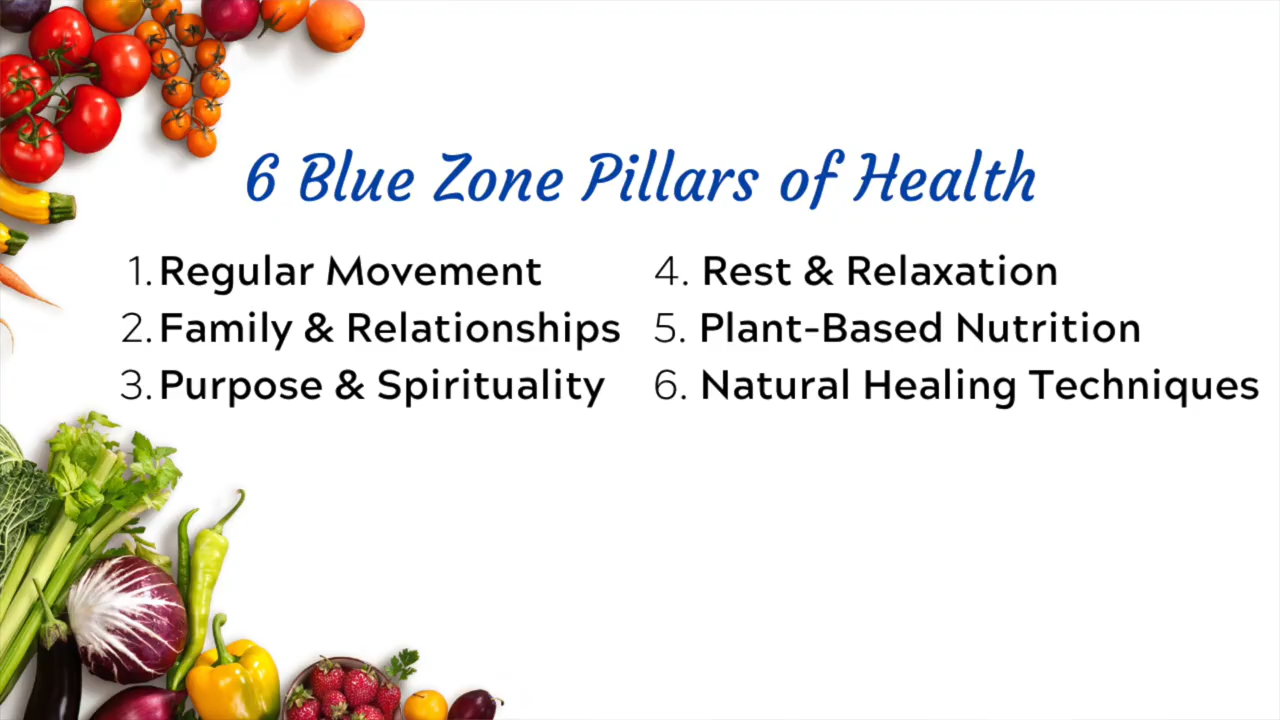 6 Blue Zone Pillars of Health
1. Regular Movement
2. Family & Relationships
3. Purpose & Spirituality
4. Rest & Relaxation
5. Plant-Based Nutrition
6. Natural Healing Techniques